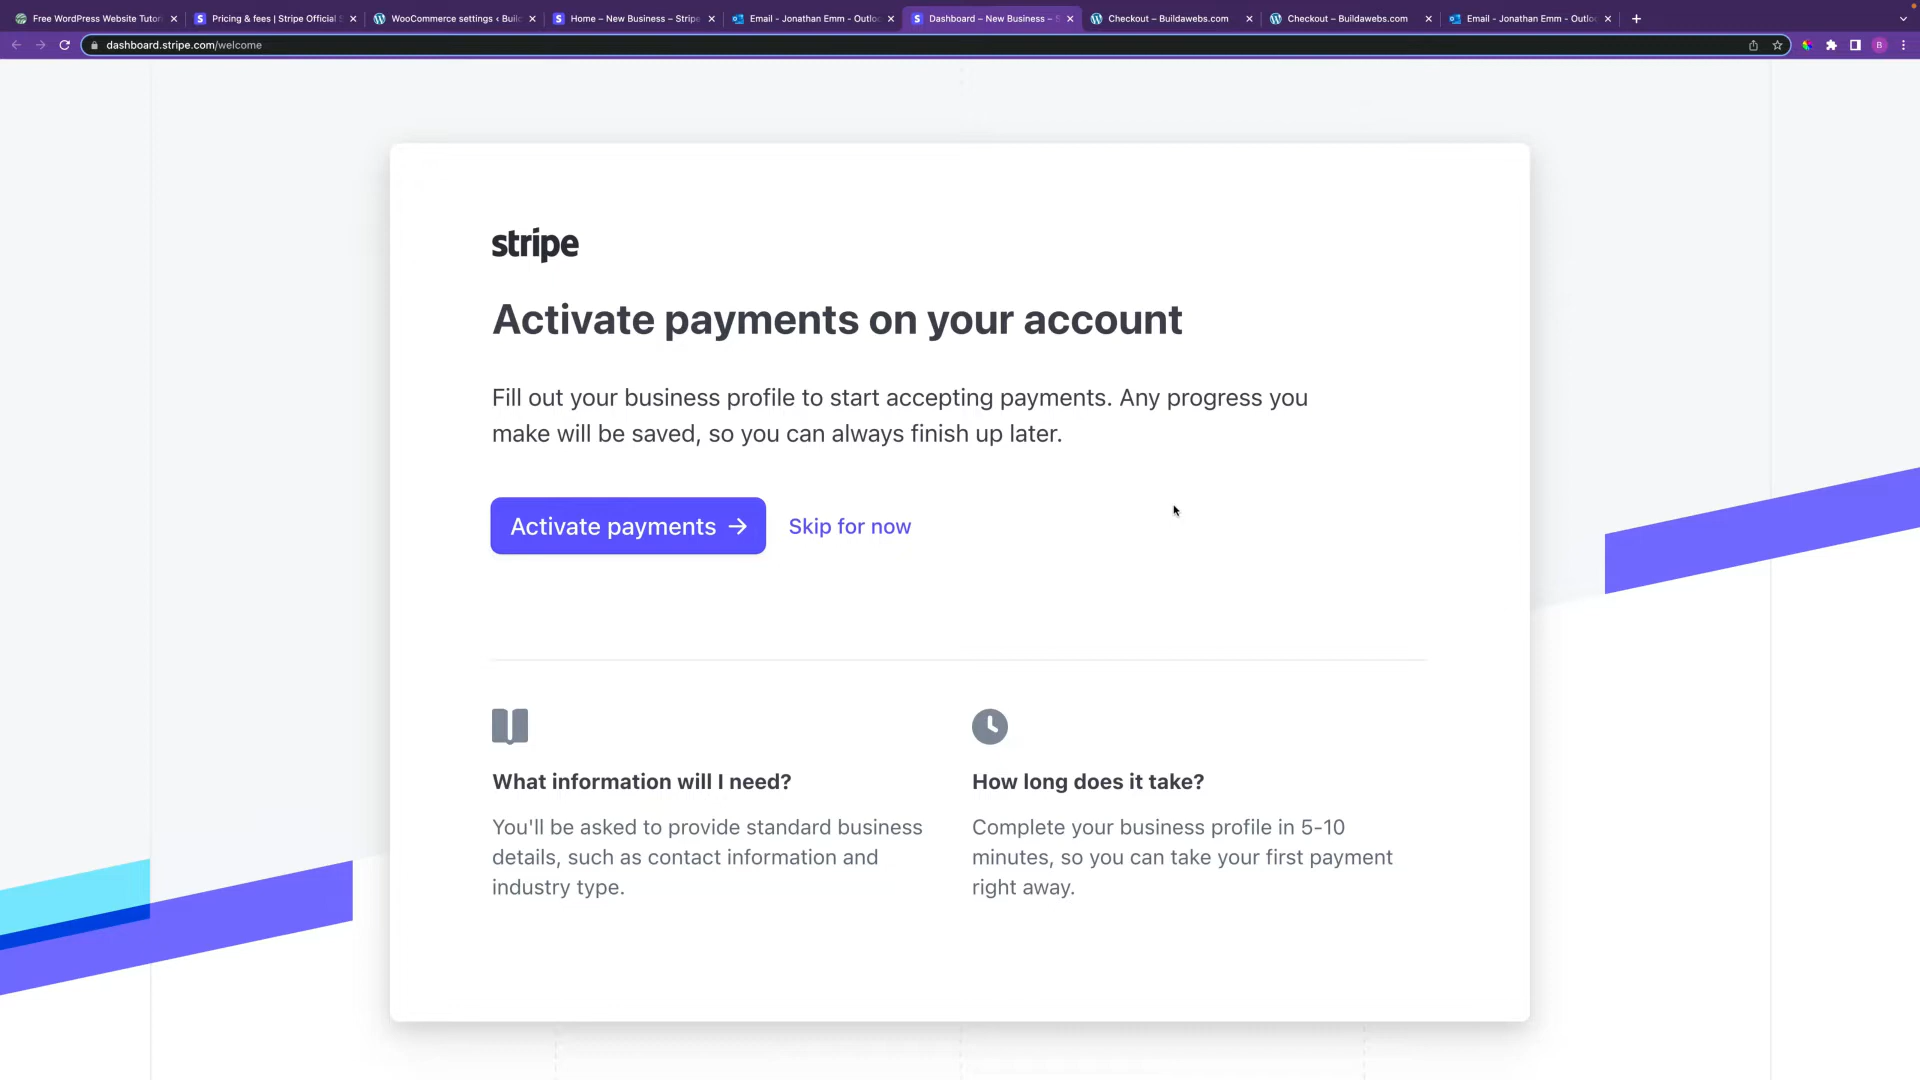 Free WordPress Website Tutori
Pricing & fees | Stripe Official S
WooCommerce settings ‹ Build
Home – New Business – Stripe
Email - Jonathan Emm - Outloo
Dashboard – New Business – S
Checkout – Buildawebs.com
Checkout – Buildawebs.com
Email - Jonathan Emm - Outloo
dashboard.stripe.com/welcome
B
stripe
Activate payments on your account
Fill out your business profile to start accepting payments. Any progress you
make will be saved, so you can always finish up later.
Activate payments →
Skip for now
What information will I need?
You'll be asked to provide standard business
details, such as contact information and
industry type.
How long does it take?
Complete your business profile in 5-10
minutes, so you can take your first payment
right away.